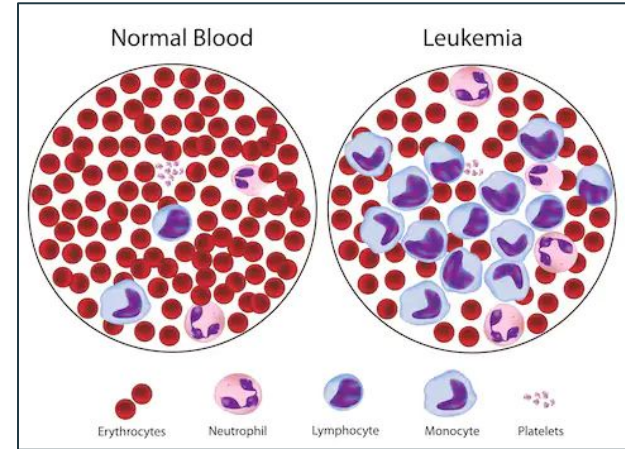 Normal Blood
Leukemia
Erythrocytes
Neutrophil
Lymphocyte
Monocyte
Platelets